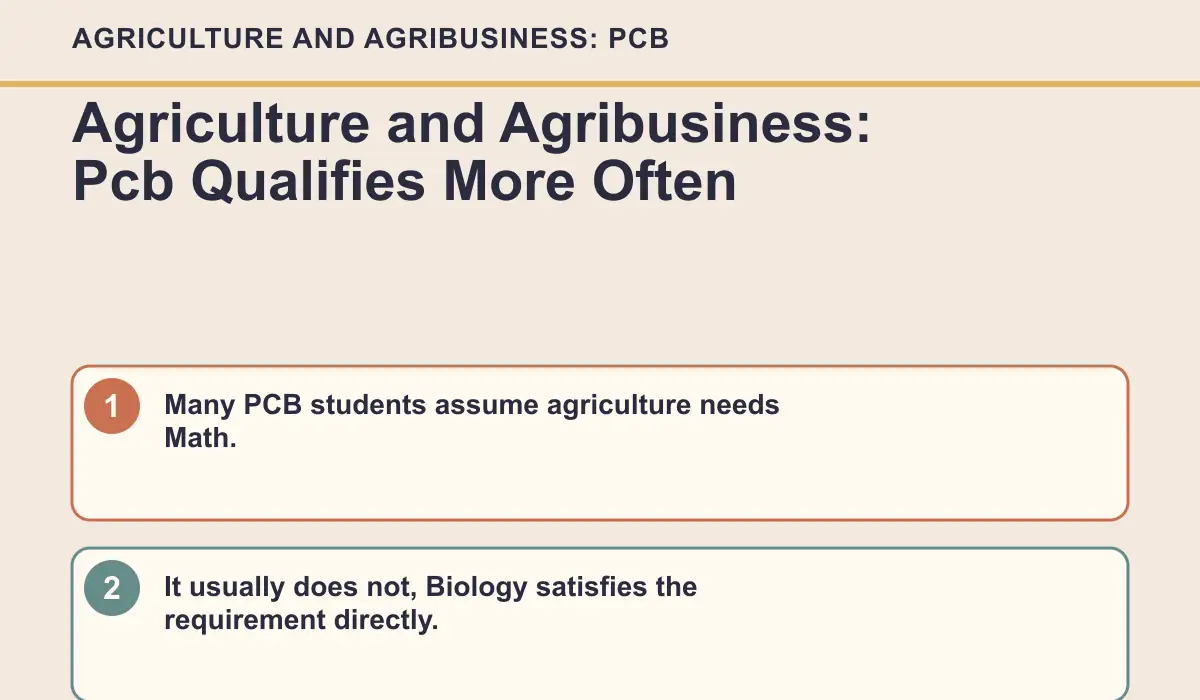 AGRICULTURE AND AGRIBUSINESS: PCB
Agriculture and Agribusiness:
Pcb Qualifies More Often
1
Many PCB students assume agriculture needs
Math.
2
It usually does not, Biology satisfies the
requirement directly.